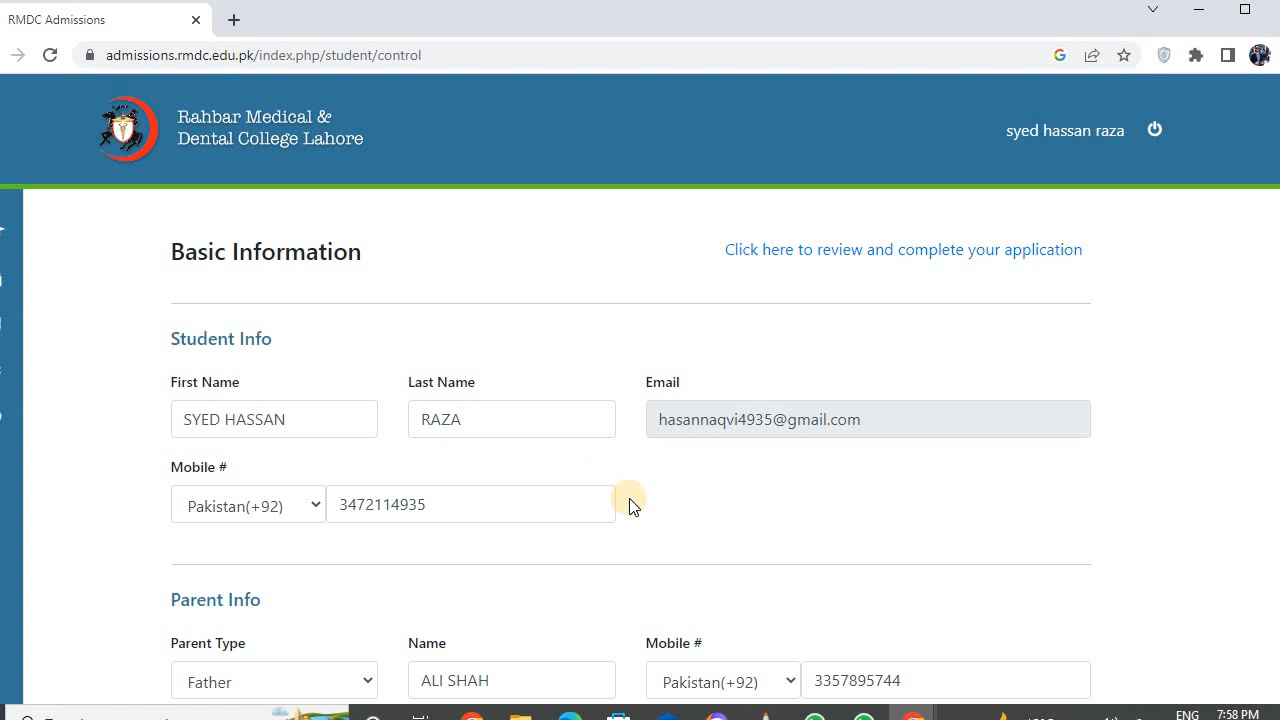 RMDC Admissions
admissions.rmdc.edu.pk/index.php/student/control
Rahbar Medical &
Dental College Lahore
syed hassan raza
Basic Information
Click here to review and complete your application
Student Info
First Name Last Name Email
SYED HASSAN RAZA hasannaqvi4935@gmail.com
Mobile #
Pakistan(+92) 3472114935
Parent Info
Parent Type Name Mobile #
Father ALI SHAH Pakistan(+92) 3357895744
ENG 7:58 PM